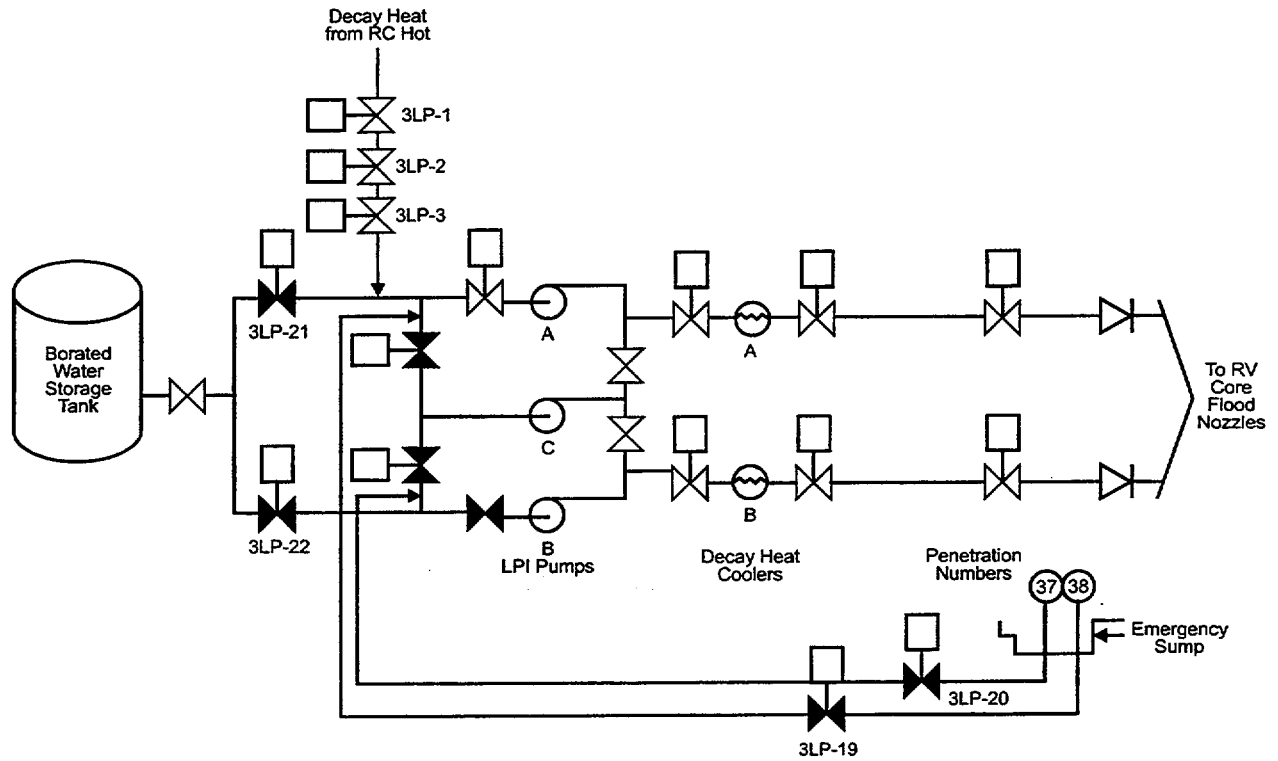 Decay Heat
from RC Hot
3LP-1
3LP-2
3LP-3
3LP-21
Borated
Water
Storage
Tank
3LP-22
A
C
B
LPI Pumps
A
B
Decay Heat
Coolers
To RV
Core
Flood
Nozzles
Penetration
Numbers
37
38
Emergency
Sump
3LP-20
3LP-19